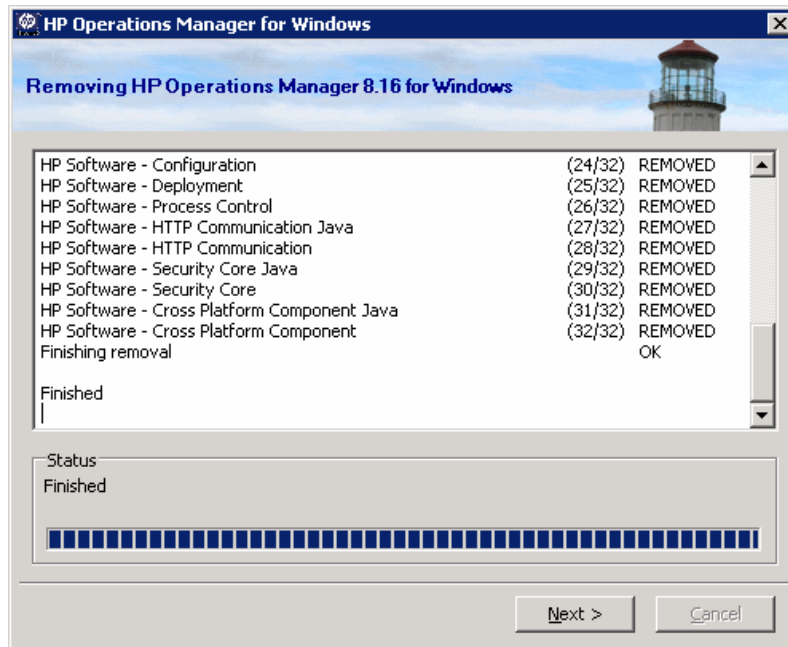 HP Operations Manager for Windows
Removing HP Operations Manager 8.16 for Windows
HP Software - Configuration (24/32) REMOVED
HP Software - Deployment (25/32) REMOVED
HP Software - Process Control (26/32) REMOVED
HP Software - HTTP Communication Java (27/32) REMOVED
HP Software - HTTP Communication (28/32) REMOVED
HP Software - Security Core Java (29/32) REMOVED
HP Software - Security Core (30/32) REMOVED
HP Software - Cross Platform Component Java (31/32) REMOVED
HP Software - Cross Platform Component (32/32) REMOVED
Finishing removal OK
Finished
Status
Finished
Next > Cancel